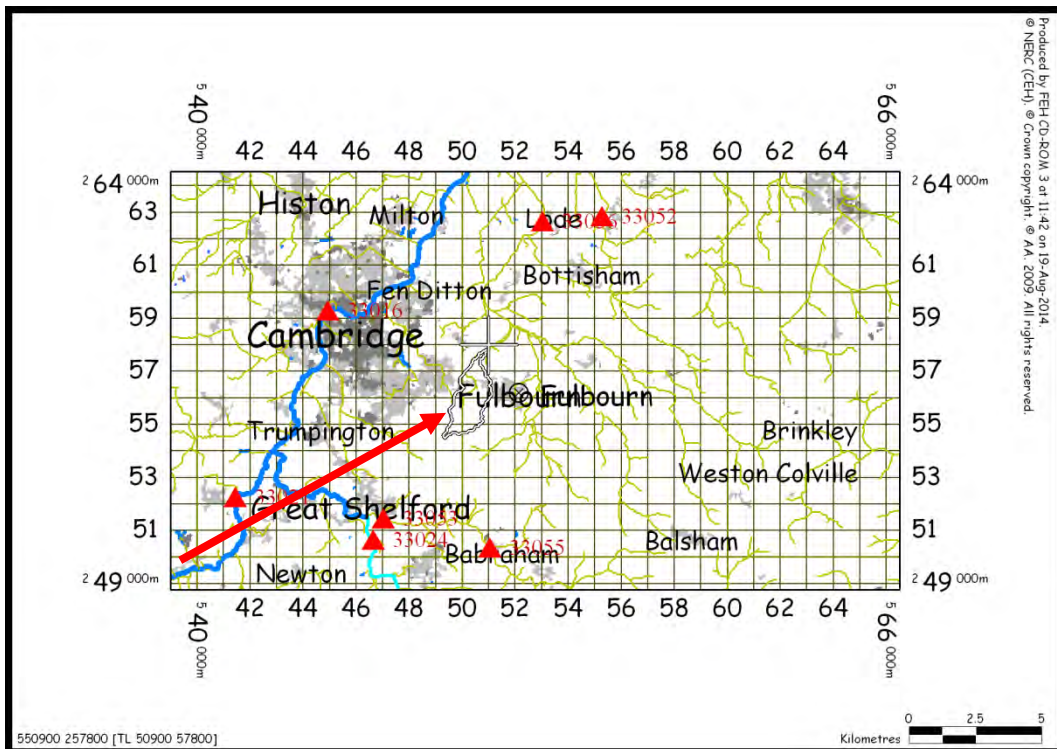 5 40 000m
5 66 000m
42 44 46 48 50 52 54 56 58 60 62 64
2 64 000m
2 64 000m
63 63
61 61
59 59
57 57
55 55
53 53
51 51
2 49 000m
2 49 000m
Histon
Milton
Lode
33052
Bottisham
Fen Ditton
33016
Cambridge
Fulbourn
Fulbourn
Trumpington
Brinkley
Weston Colville
Great Shelford
33053
33024
33055
Babraham
Balsham
Newton
42 44 46 48 50 52 54 56 58 60 62 64
5 40 000m
5 66 000m
Produced by FEH CD-ROM 3 at 11:42 on 19-Aug-2014.
© NERC (CEH). © Crown copyright. © AA. 2009. All rights reserved.
550900 257800 [TL 50900 57800]
Kilometres
0 2.5 5